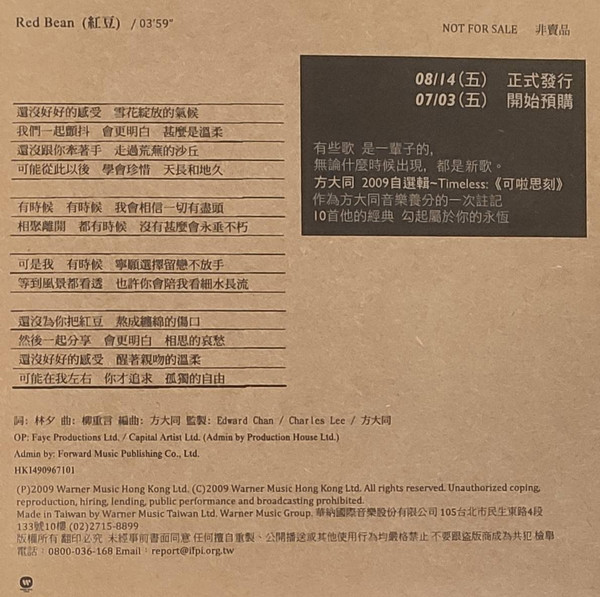 Red Bean (紅豆) / 03'59"
NOT FOR SALE 非賣品
08/14(五) 正式發行
07/03(五) 開始預購
有些歌 是一輩子的,
無論什麼時候出現, 都是新歌。
方大同 2009自選輯~Timeless:《可啦思刻》
作為方大同音樂養分的一次註記
10首他的經典 勾起屬於你的永恆
還沒好好的感受 雪花綻放的氣候
我們一起顫抖 會更明白 甚麼是溫柔
還沒跟你牽著手 走過荒蕪的沙丘
可能從此以後 學會珍惜 天長和地久
有時候 有時候 我會相信一切有盡頭
相聚離開 都有時候 沒有甚麼會永垂不朽
可是我 有時候 寧願選擇留戀不放手
等到風景都看透 也許你會陪我看細水長流
還沒為你把紅豆 熬成纏綿的傷口
然後一起分享 會更明白 相思的哀愁
還沒好好的感受 醒著親吻的溫柔
可能在我左右 你才追求 孤獨的自由
詞: 林夕 曲: 柳重言 編曲: 方大同 監製: Edward Chan / Charles Lee / 方大同
OP: Faye Productions Ltd. / Capital Artist Ltd. (Admin by Production House Ltd.)
Admin by: Forward Music Publishing Co., Ltd.
HKI490967101
(P)2009 Warner Music Hong Kong Ltd. (C)2009 Warner Music Hong Kong Ltd. All rights reserved. Unauthorized coping,
reproduction, hiring, lending, public performance and broadcasting prohibited.
Made in Taiwan by Warner Music Taiwan Ltd. Warner Music Group. 華納國際音樂股份有限公司 105台北市民生東路4段
133號10樓 (02)2715-8899
版權所有 翻印必究 未經事前書面同意 任何擅自重製、公開播送或其他使用行為均嚴格禁止 不要跟盜版商成為共犯 檢舉
電話：0800-036-168 Email：report@ifpi.org.tw